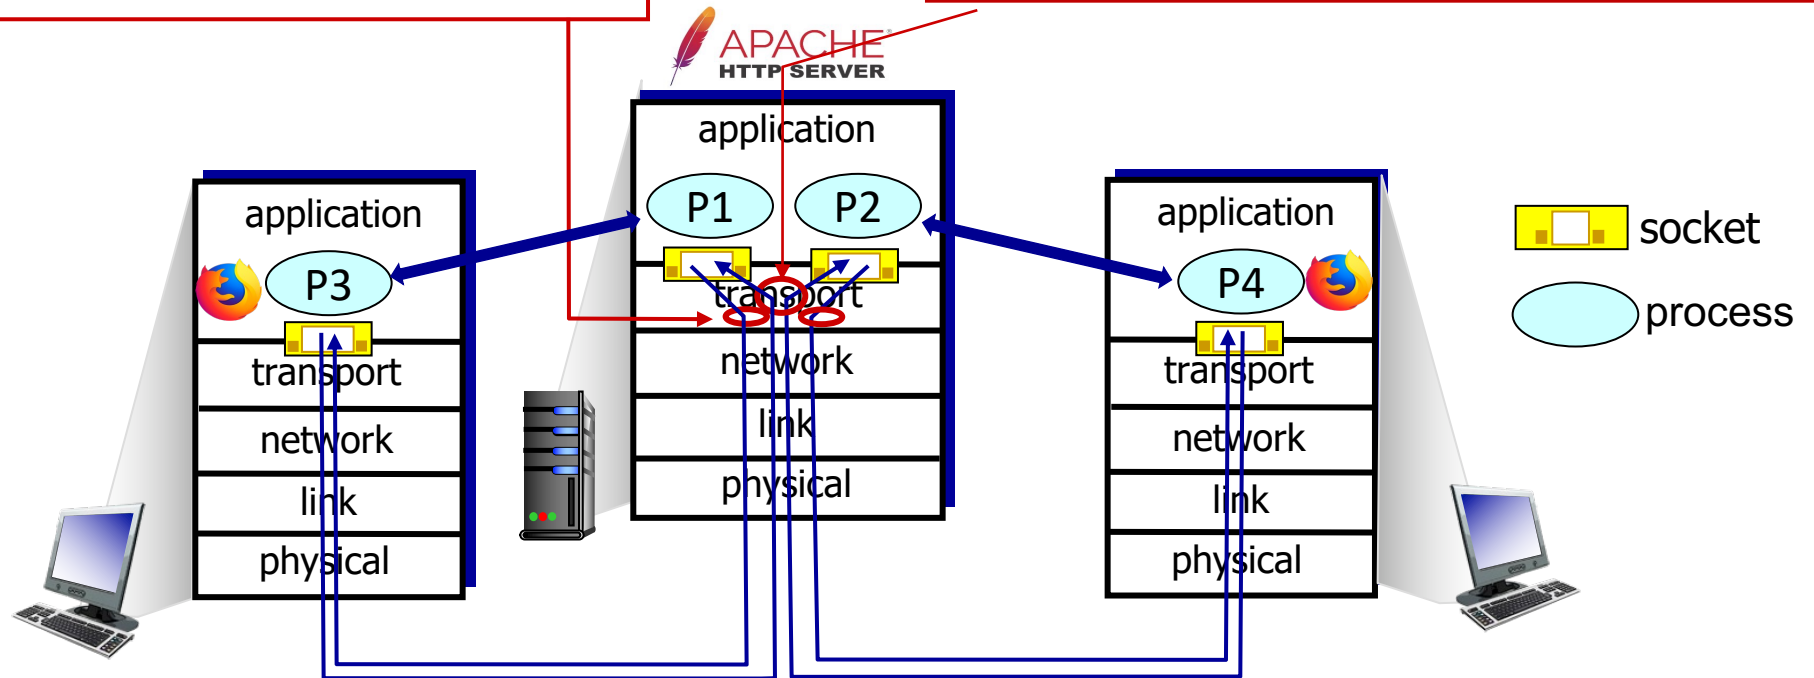 APACHE
HTTP SERVER
application
P1
P2
transport
network
link
physical
application
P3
transport
network
link
physical
application
P4
transport
network
link
physical
socket
process